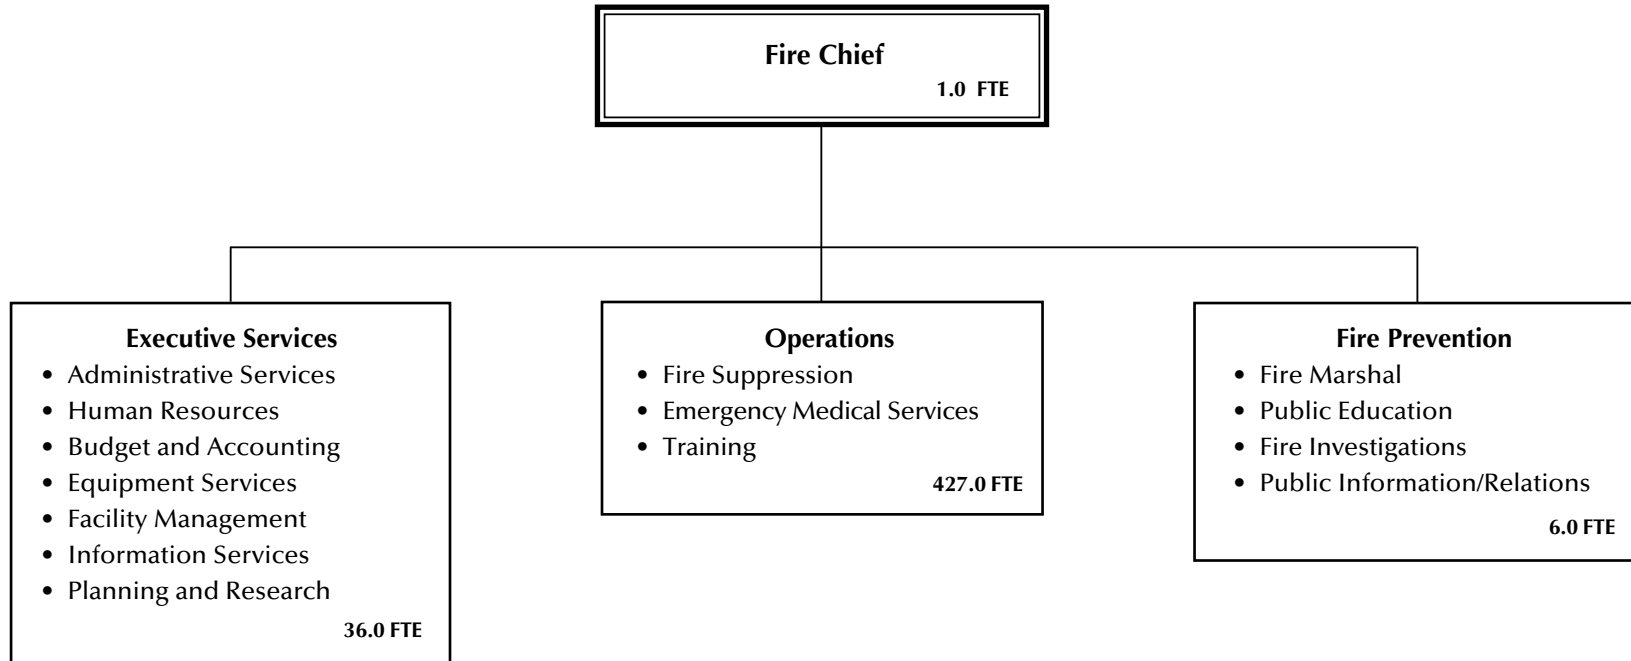 Fire Chief
1.0 FTE
Executive Services
• Administrative Services
• Human Resources
• Budget and Accounting
• Equipment Services
• Facility Management
• Information Services
• Planning and Research
36.0 FTE
Operations
• Fire Suppression
• Emergency Medical Services
• Training
427.0 FTE
Fire Prevention
• Fire Marshal
• Public Education
• Fire Investigations
• Public Information/Relations
6.0 FTE